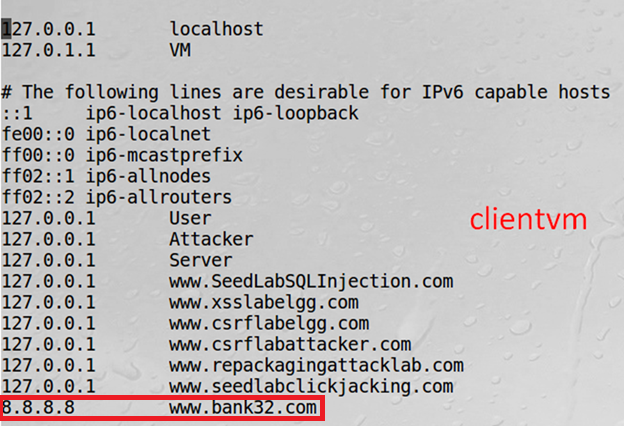 127.0.0.1 localhost
127.0.1.1 VM
# The following lines are desirable for IPv6 capable hosts
::1 ip6-localhost ip6-loopback
fe00::0 ip6-localnet
ff00::0 ip6-mcastprefix
ff02::1 ip6-allnodes
ff02::2 ip6-allrouters
127.0.0.1 User
127.0.0.1 Attacker
127.0.0.1 Server
127.0.0.1 www.SeedLabSQLInjection.com
127.0.0.1 www.xsslabelgg.com
127.0.0.1 www.csrflabelgg.com
127.0.0.1 www.csrflabattacker.com
127.0.0.1 www.repackagingattacklab.com
127.0.0.1 www.seedlabclickjacking.com
8.8.8.8 www.bank32.com
clientvm